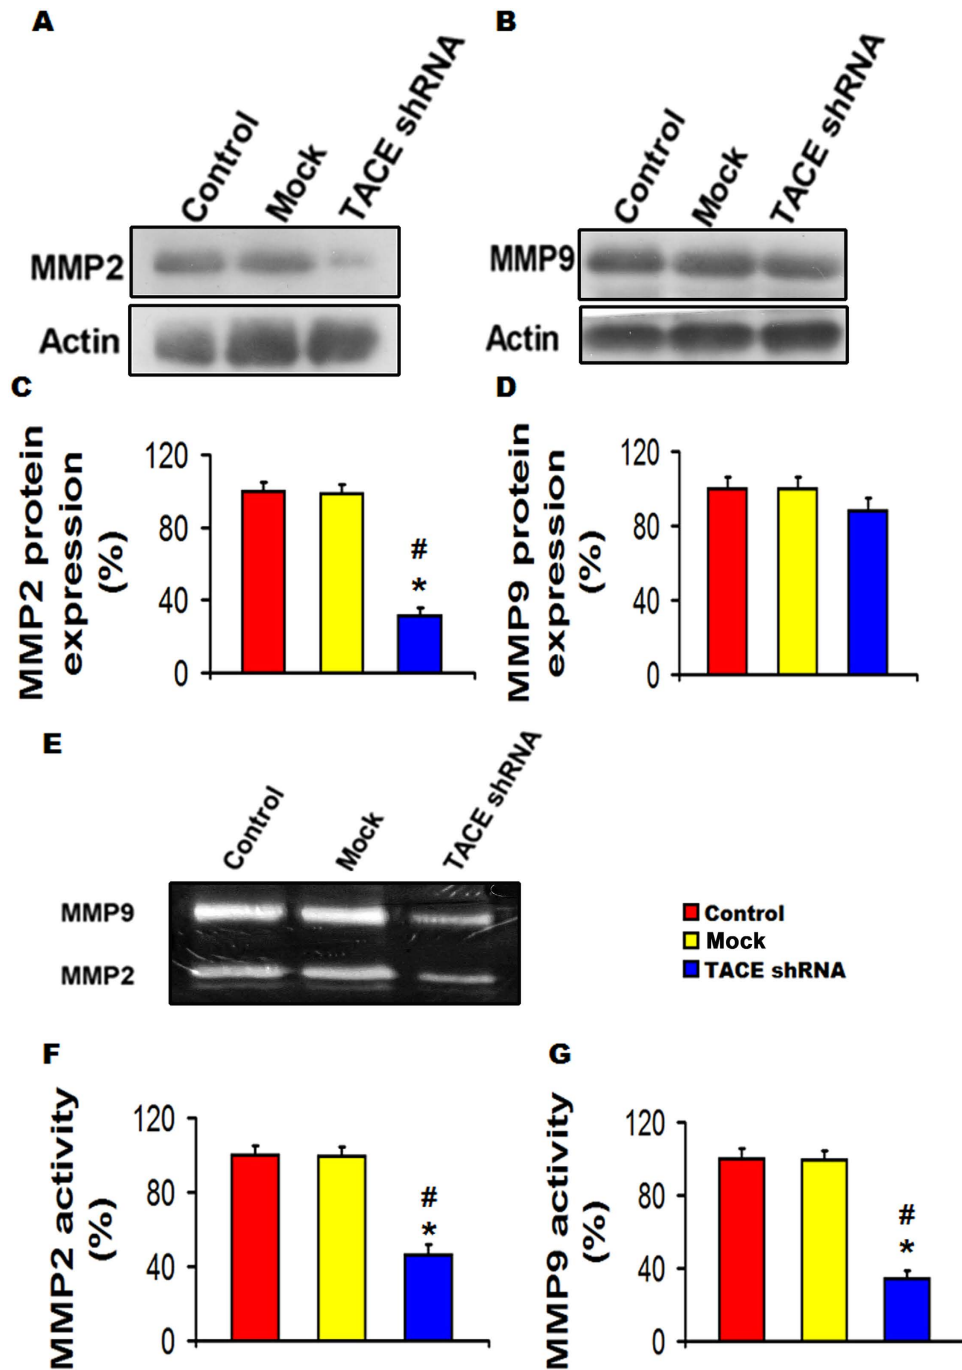 A
B
Control
Mock
TACE shRNA
Control
Mock
TACE shRNA
MMP2
MMP9
Actin
Actin
C
D
MMP2 protein
expression
(%)
120
80
40
0
#
*
MMP9 protein
expression
(%)
120
80
40
0
E
Control
Mock
TACE shRNA
MMP9
MMP2
Control
Mock
TACE shRNA
F
G
MMP2 activity
(%)
120
80
40
0
#
*
MMP9 activity
(%)
120
80
40
0
#
*